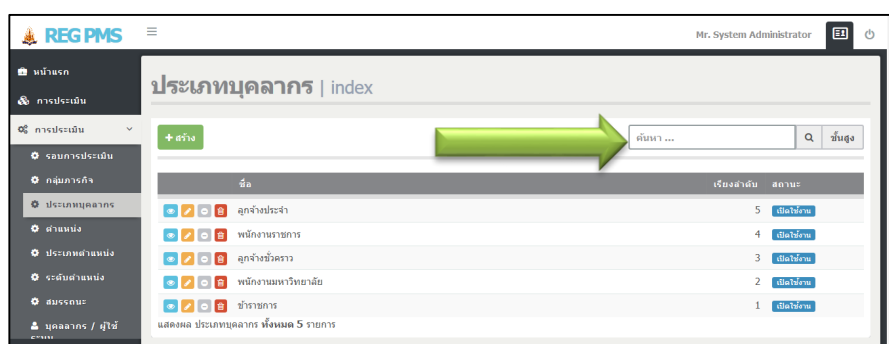 REG PMS
Mr. System Administrator
หน้าแรก
การประเมิน
การประเมิน
รอบการประเมิน
กลุ่มภารกิจ
ประเภทบุคลากร
ตำแหน่ง
ประเภทตำแหน่ง
ระดับตำแหน่ง
สมรรถนะ
บุคลากร / ผู้ใช้
ระบบ
ประเภทบุคลากร | index
+ สร้าง
ค้นหา ...
ขั้นสูง
ชื่อ เรียงลำดับ สถานะ
ลูกจ้างประจำ 5 เปิดใช้งาน
พนักงานราชการ 4 เปิดใช้งาน
ลูกจ้างชั่วคราว 3 เปิดใช้งาน
พนักงานมหาวิทยาลัย 2 เปิดใช้งาน
ข้าราชการ 1 เปิดใช้งาน
แสดงผล ประเภทบุคลากร ทั้งหมด 5 รายการ